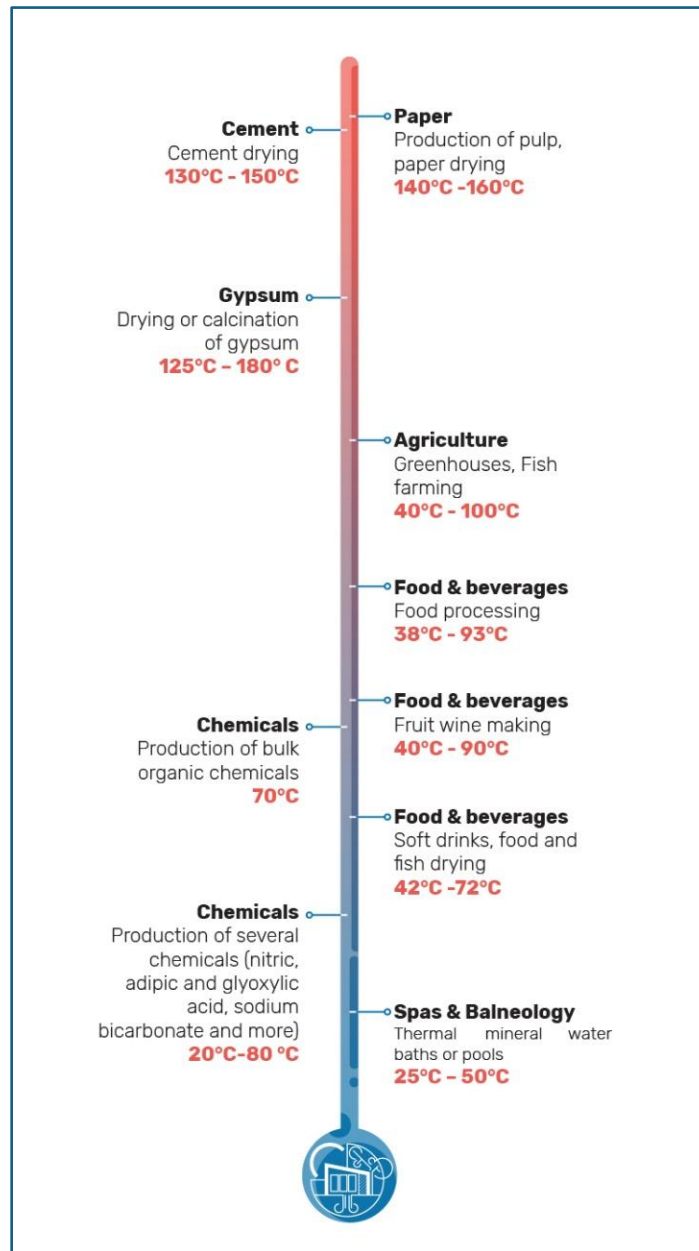 Paper
Production of pulp,
paper drying
140°C -160°C
Cement
Cement drying
130°C - 150°C
Gypsum
Drying or calcination
of gypsum
125°C – 180° C
Agriculture
Greenhouses, Fish
farming
40°C - 100°C
Food & beverages
Food processing
38°C - 93°C
Food & beverages
Fruit wine making
40°C - 90°C
Chemicals
Production of bulk
organic chemicals
70°C
Food & beverages
Soft drinks, food and
fish drying
42°C -72°C
Chemicals
Production of several
chemicals (nitric,
adipic and glyoxylic
acid, sodium
bicarbonate and more)
20°C-80 °C
Spas & Balneology
Thermal mineral water
baths or pools
25°C – 50°C